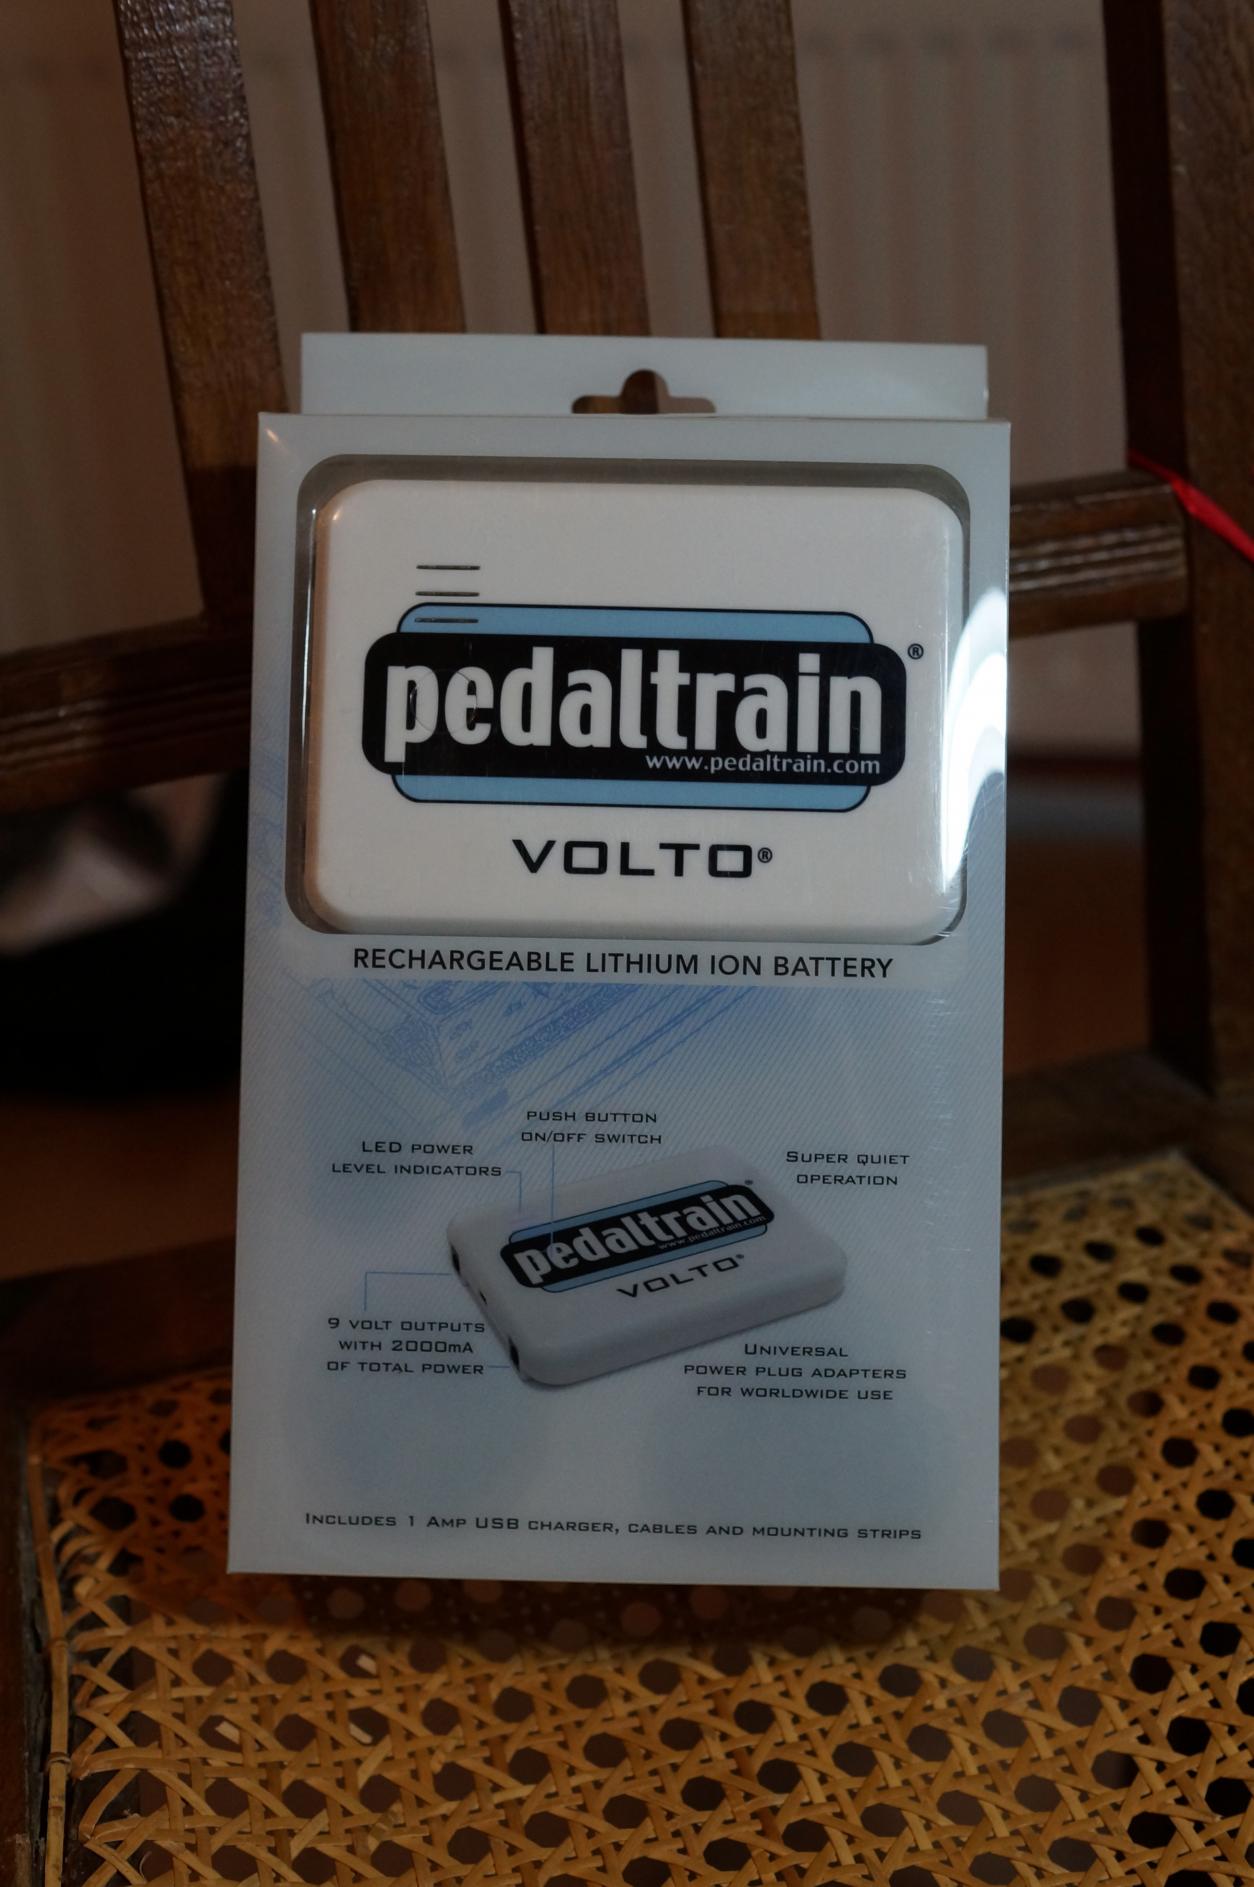 pedaltrain®
www.pedaltrain.com
VOLTO®
RECHARGEABLE LITHIUM ION BATTERY
PUSH BUTTON
ON/OFF SWITCH
LED POWER
LEVEL INDICATORS
SUPER QUIET
OPERATION
pedaltrain®
www.pedaltrain.com
VOLTO®
9 VOLT OUTPUTS
WITH 2000mA
OF TOTAL POWER
UNIVERSAL
POWER PLUG ADAPTERS
FOR WORLDWIDE USE
INCLUDES 1 AMP USB CHARGER, CABLES AND MOUNTING STRIPS